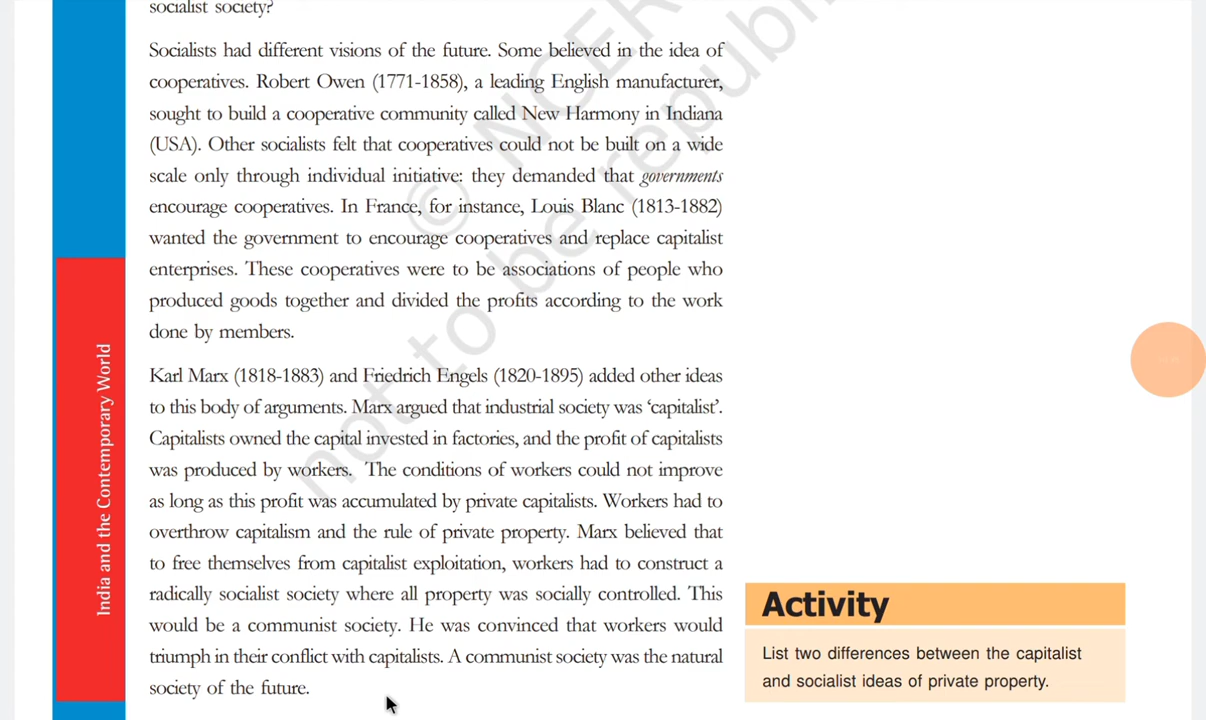 socialist society?
Socialists had different visions of the future. Some believed in the idea of
cooperatives. Robert Owen (1771-1858), a leading English manufacturer,
sought to build a cooperative community called New Harmony in Indiana
(USA). Other socialists felt that cooperatives could not be built on a wide
scale only through individual initiative: they demanded that governments
encourage cooperatives. In France, for instance, Louis Blanc (1813-1882)
wanted the government to encourage cooperatives and replace capitalist
enterprises. These cooperatives were to be associations of people who
produced goods together and divided the profits according to the work
done by members.
Karl Marx (1818-1883) and Friedrich Engels (1820-1895) added other ideas
to this body of arguments. Marx argued that industrial society was ‘capitalist’.
Capitalists owned the capital invested in factories, and the profit of capitalists
was produced by workers. The conditions of workers could not improve
as long as this profit was accumulated by private capitalists. Workers had to
overthrow capitalism and the rule of private property. Marx believed that
to free themselves from capitalist exploitation, workers had to construct a
radically socialist society where all property was socially controlled. This
would be a communist society. He was convinced that workers would
triumph in their conflict with capitalists. A communist society was the natural
society of the future.
India and the Contemporary World
Activity
List two differences between the capitalist
and socialist ideas of private property.
© NCER
not to be republi